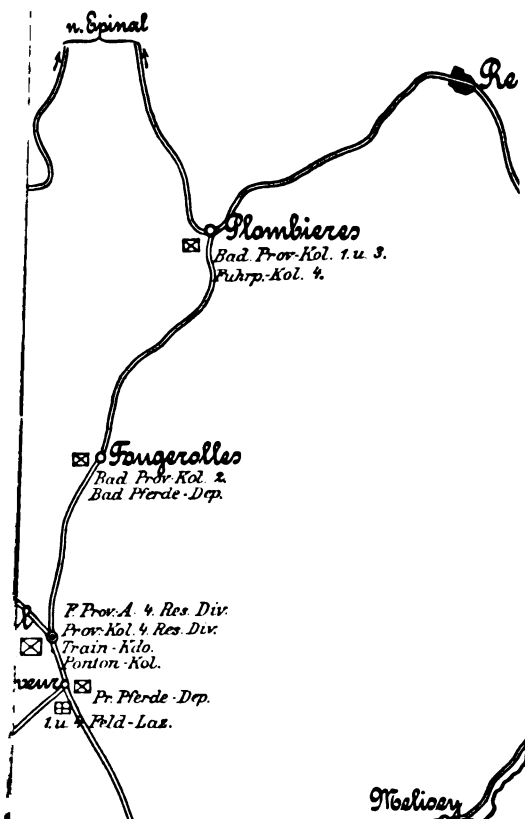 n. Epinal
Re
Plombieres
Bad. Prov-Kol. 1. u. 3.
Fuhrp.-Kol. 4.
Fougerolles
Bad Prov-Kol. 2.
Bad Pferde-Dep.
F. Prov.-A. 4. Res. Div.
Prov-Kol. 4. Res. Div.
Train-Kdo.
Ponton-Kol.
veur
Pr. Pferde-Dep.
1. u. 4 Feld-Laz.
Melisey